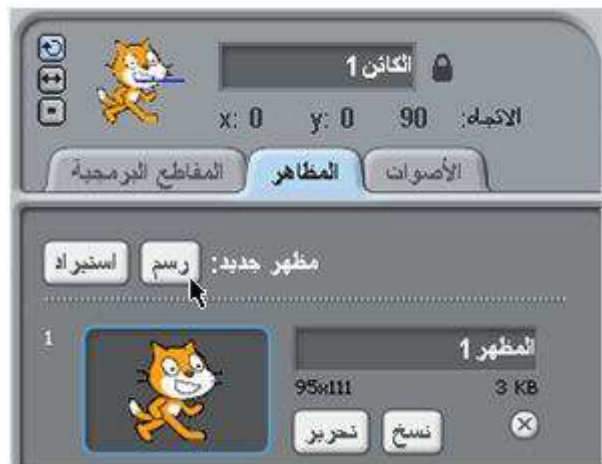 الكائن 1
الاتجاه: 90 y: 0 x: 0
الأصوات المظاهر المقاطع البرمجية
مظهر جديد: رسم استيراد
1
المظهر 1
95x111 3 KB
نسخ تحرير